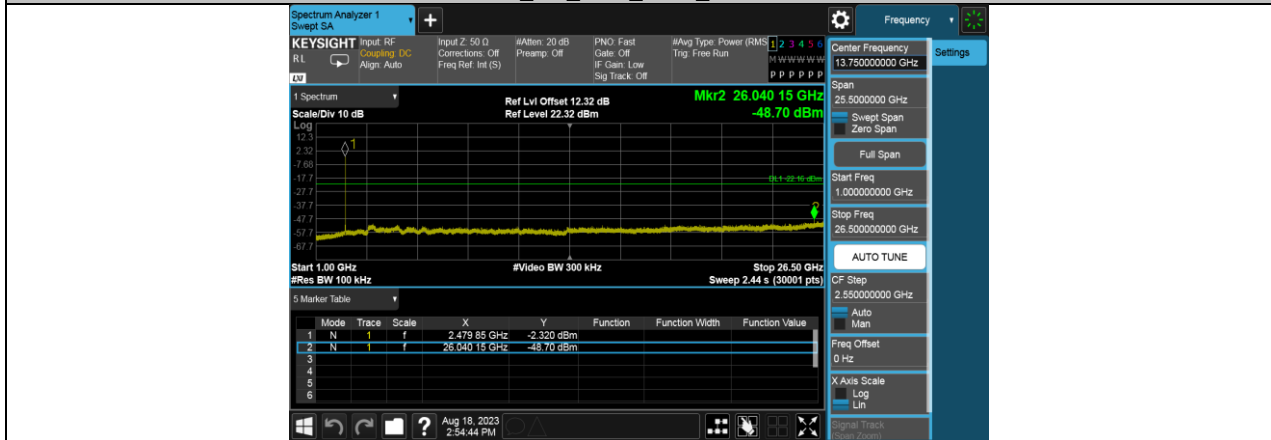 Spectrum Analyzer 1
Swept SA
+
Frequency
KEYSIGHT
RL
LXI
Input: RF
Coupling: DC
Align: Auto
Input Z: 50 Ω
Corrections: Off
Freq Ref: Int (S)
#Atten: 20 dB
Preamp: Off
PNO: Fast
Gate: Off
IF Gain: Low
Sig Track: Off
#Avg Type: Power (RMS
Trig: Free Run
1 2 3 4 5 6
M W W W W W
P P P P P P
1 Spectrum
Scale/Div 10 dB
Ref Lvl Offset 12.32 dB
Ref Level 22.32 dBm
Mkr2 26.040 15 GHz
-48.70 dBm
Log
12.3
2.32
-7.68
-17.7
-27.7
-37.7
-47.7
-57.7
-67.7
1
DL1 -22.16 dBm
2
Start 1.00 GHz
#Res BW 100 kHz
#Video BW 300 kHz
Stop 26.50 GHz
Sweep 2.44 s (30001 pts)
5 Marker Table
Mode Trace Scale X Y Function Function Width Function Value
1 N 1 f 2.479 85 GHz -2.320 dBm
2 N 1 f 26.040 15 GHz -48.70 dBm
3
4
5
6
?
Aug 18, 2023
2:54:44 PM
Center Frequency
13.750000000 GHz
Settings
Span
25.5000000 GHz
Swept Span
Zero Span
Full Span
Start Freq
1.000000000 GHz
Stop Freq
26.500000000 GHz
AUTO TUNE
CF Step
2.550000000 GHz
Auto
Man
Freq Offset
0 Hz
X Axis Scale
Log
Lin
Signal Track
(Span Zoom)